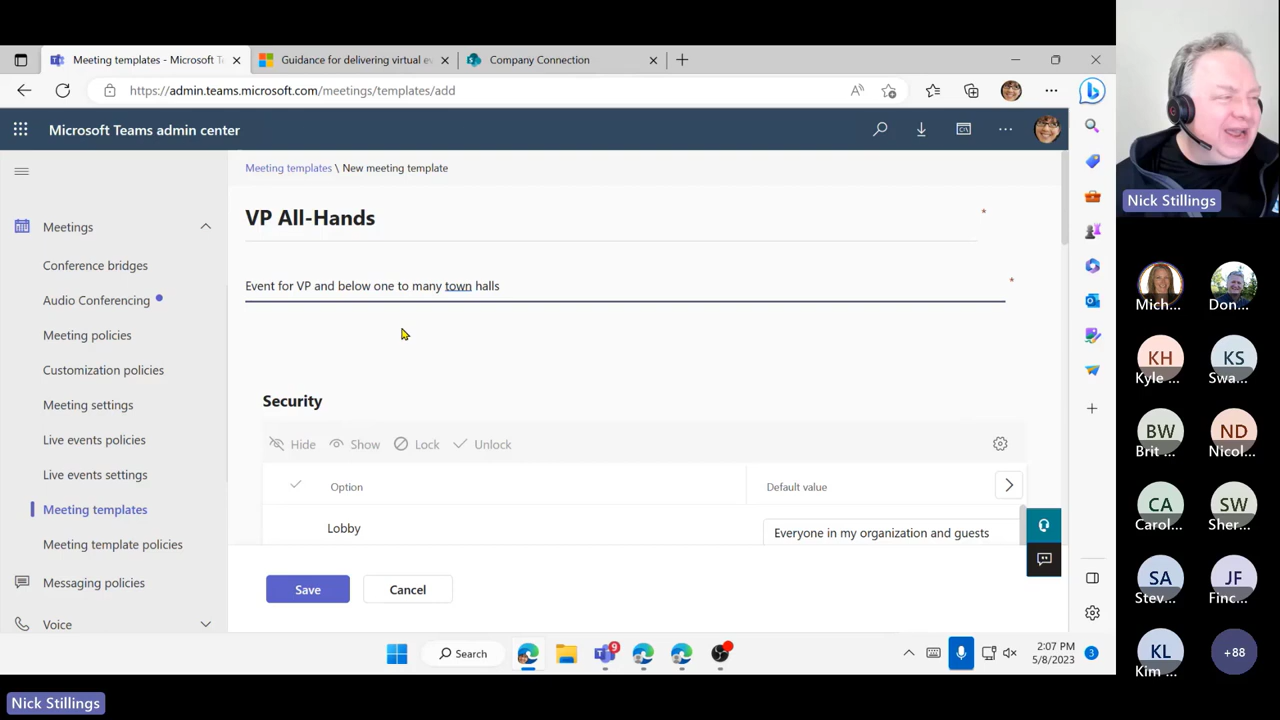 Meeting templates - Microsoft T
Guidance for delivering virtual e
Company Connection
https://admin.teams.microsoft.com/meetings/templates/add
Microsoft Teams admin center
Meetings
Conference bridges
Audio Conferencing
Meeting policies
Customization policies
Meeting settings
Live events policies
Live events settings
Meeting templates
Meeting template policies
Messaging policies
Voice
Meeting templates \ New meeting template
VP All-Hands *
Event for VP and below one to many town halls *
Security
Hide Show Lock Unlock
Option Default value
Lobby Everyone in my organization and guests
Save Cancel
Search
9
2:07 PM
5/8/2023
3
Nick Stillings
Mich... Don...
KH KS
Kyle ... Swa...
BW ND
Brit ... Nicol...
CA SW
Carol... Sher...
SA JF
Stev... Finc...
KL +88
Kim ...
Nick Stillings